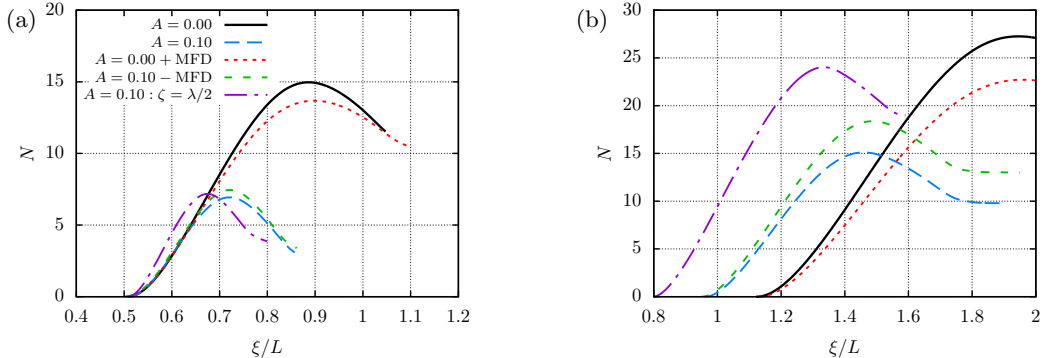 (a)
A = 0.00
A = 0.10
A = 0.00 + MFD
A = 0.10 − MFD
A = 0.10 : ζ = λ/2
N
20
15
10
5
0
0.4 0.5 0.6 0.7 0.8 0.9 1 1.1 1.2
ξ/L
(b)
N
30
25
20
15
10
5
0
0.8 1 1.2 1.4 1.6 1.8 2
ξ/L